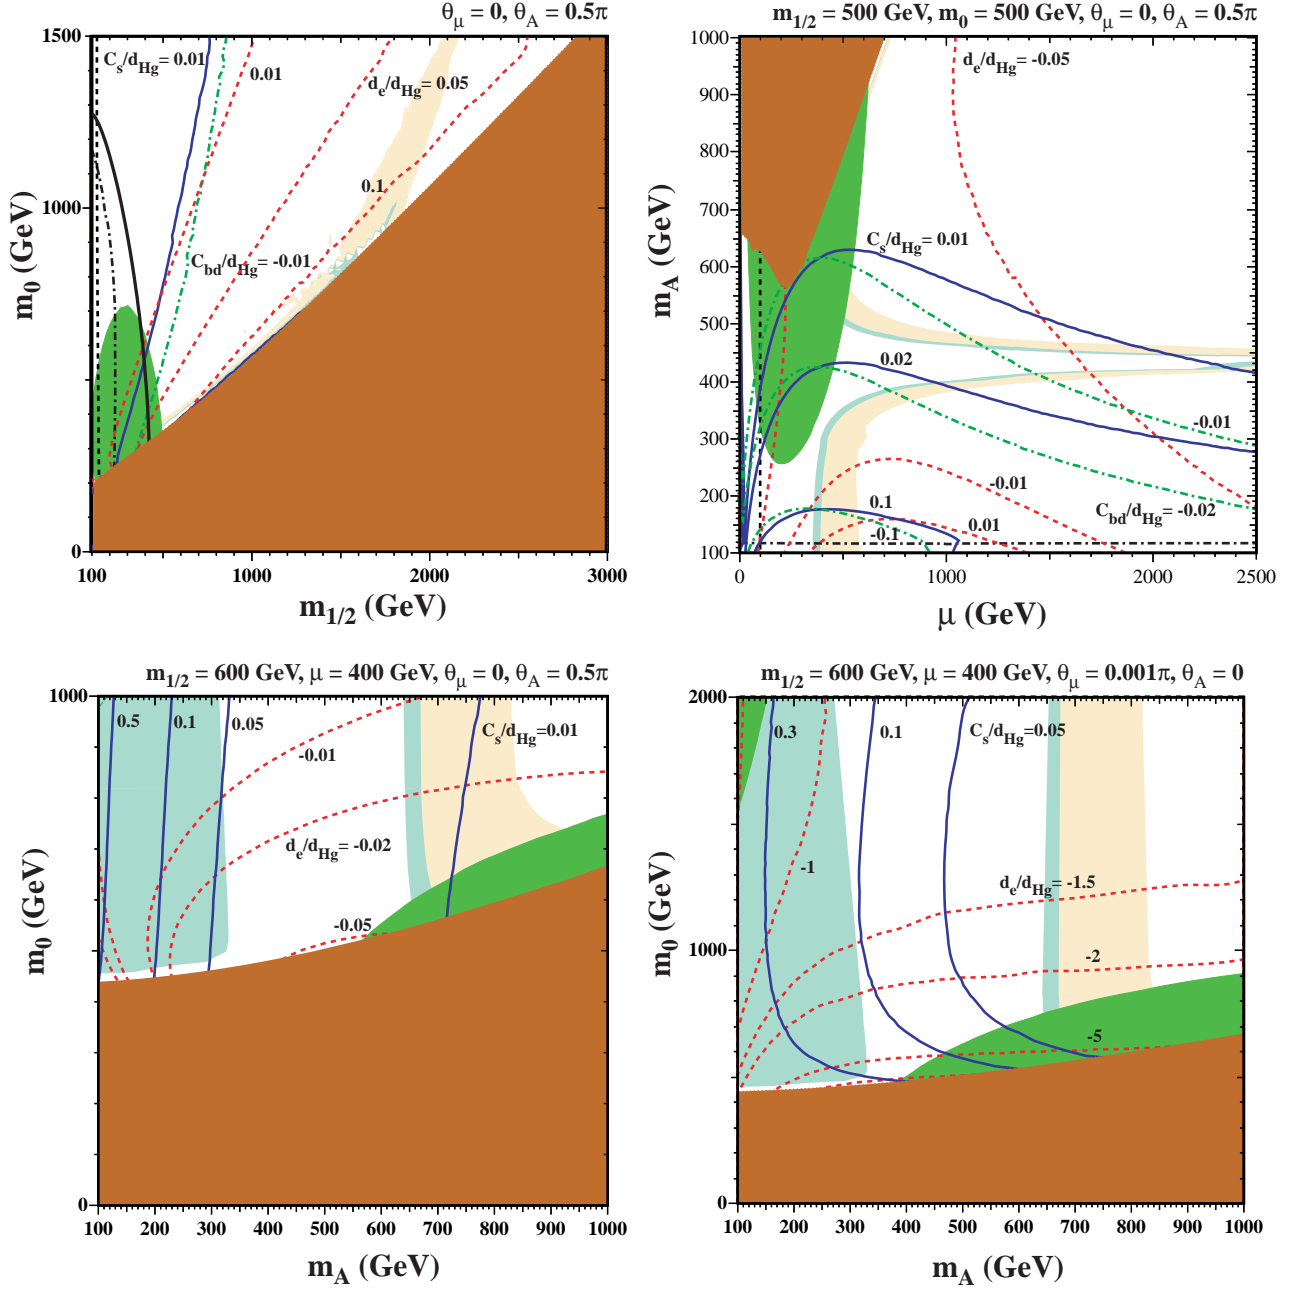 θμ = 0, θA = 0.5π
1500
1000
0
m0 (GeV)
Cs/dHg= 0.01
0.01
de/dHg= 0.05
0.1
Cbd/dHg= -0.01
100
1000
2000
3000
m1/2 (GeV)
m1/2 = 500 GeV, m0 = 500 GeV, θμ = 0, θA = 0.5π
1000
900
800
700
600
500
400
300
200
100
mA (GeV)
de/dHg= -0.05
Cs/dHg= 0.01
0.02
-0.01
-0.01
Cbd/dHg= -0.02
0.1
0.01
-0.1
0
1000
2000
2500
μ (GeV)
m1/2 = 600 GeV, μ = 400 GeV, θμ = 0, θA = 0.5π
1000
0
m0 (GeV)
0.5
0.1
0.05
-0.01
Cs/dHg=0.01
de/dHg= -0.02
-0.05
100
200
300
400
500
600
700
800
900
1000
mA (GeV)
m1/2 = 600 GeV, μ = 400 GeV, θμ = 0.001π, θA = 0
2000
1000
0
m0 (GeV)
0.3
0.1
Cs/dHg=0.05
-1
de/dHg= -1.5
-2
-5
100
200
300
400
500
600
700
800
900
1000
mA (GeV)